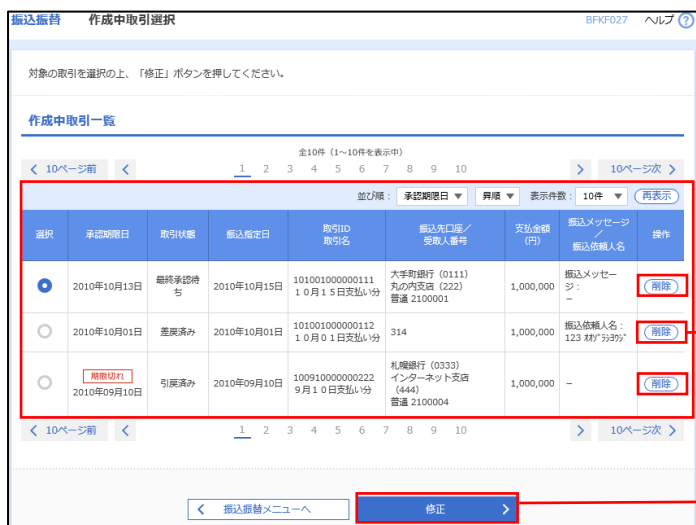 振込振替 作成中取引選択 BFKF027 ヘルプ ?
対象の取引を選択の上、「修正」ボタンを押してください。
作成中取引一覧
全10件（1～10件を表示中）
< 10ページ前 < 1 2 3 4 5 6 7 8 9 10 > 10ページ次 >
並び順： 承認期限日 ▼ 昇順 ▼ 表示件数： 10件 ▼ 再表示
選択 承認期限日 取引状態 振込指定日 取引ID 振込先口座／ 支払金額 振込メッセージ 操作
取引名 受取人番号 （円） ／
振込依頼人名
2010年10月13日 最終承認待 2010年10月15日 101001000000111 大手町銀行（0111） 1,000,000 振込メッセー 削除
ち 10月15日支払い分 丸の内支店（222） ジ：
普通 2100001 －
2010年10月01日 差戻済み 2010年10月01日 101001000000112 314 1,000,000 振込依頼人名： 削除
10月01日支払い分 123
期限切れ 引戻済み 2010年09月10日 100910000000222 札幌銀行（0333） 1,000,000 － 削除
2010年09月10日 9月10日支払い分 インターネット支店
（444）
普通 2100004
< 10ページ前 < 1 2 3 4 5 6 7 8 9 10 > 10ページ次 >
< 振込振替メニューへ 修正 >